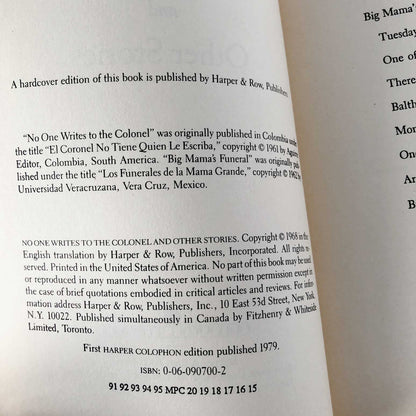 Other Stories
A hardcover edition of this book is published by Harper & Row, Publishers
"No One Writes to the Colonel" was originally published in Colombia under
the title "El Coronel No Tiene Quien Le Escriba," copyright © 1961 by Aguirre
Editor, Colombia, South America. "Big Mama's Funeral" was originally pub-
lished under the title "Los Funerales de la Mama Grande," copyright © 1962 by
Universidad Veracruzana, Vera Cruz, Mexico.
NO ONE WRITES TO THE COLONEL AND OTHER STORIES. Copyright © 1968 in the
English translation by Harper & Row, Publishers, Incorporated. All rights re-
served. Printed in the United States of America. No part of this book may be used
or reproduced in any manner whatsoever without written permission except in
the case of brief quotations embodied in critical articles and reviews. For infor-
mation address Harper & Row, Publishers, Inc., 10 East 53d Street, New York,
N.Y. 10022. Published simultaneously in Canada by Fitzhenry & Whiteside
Limited, Toronto.
First HARPER COLOPHON edition published 1979.
ISBN: 0-06-090700-2
91 92 93 94 95 MPC 20 19 18 17 16 15
Big Mama's
Tuesday
One of
There
Balth
Mo
On
Ar
B